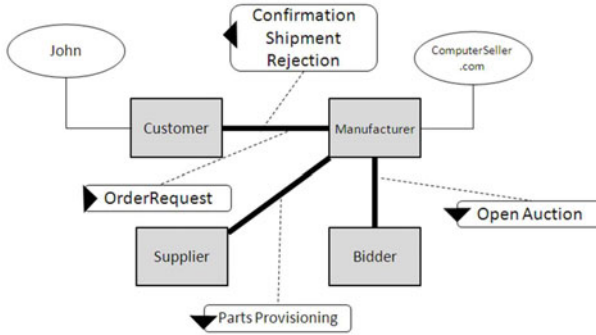 Confirmation
Shipment
Rejection
John
ComputerSeller
.com
Customer
Manufacturer
OrderRequest
Open Auction
Supplier
Bidder
Parts Provisioning